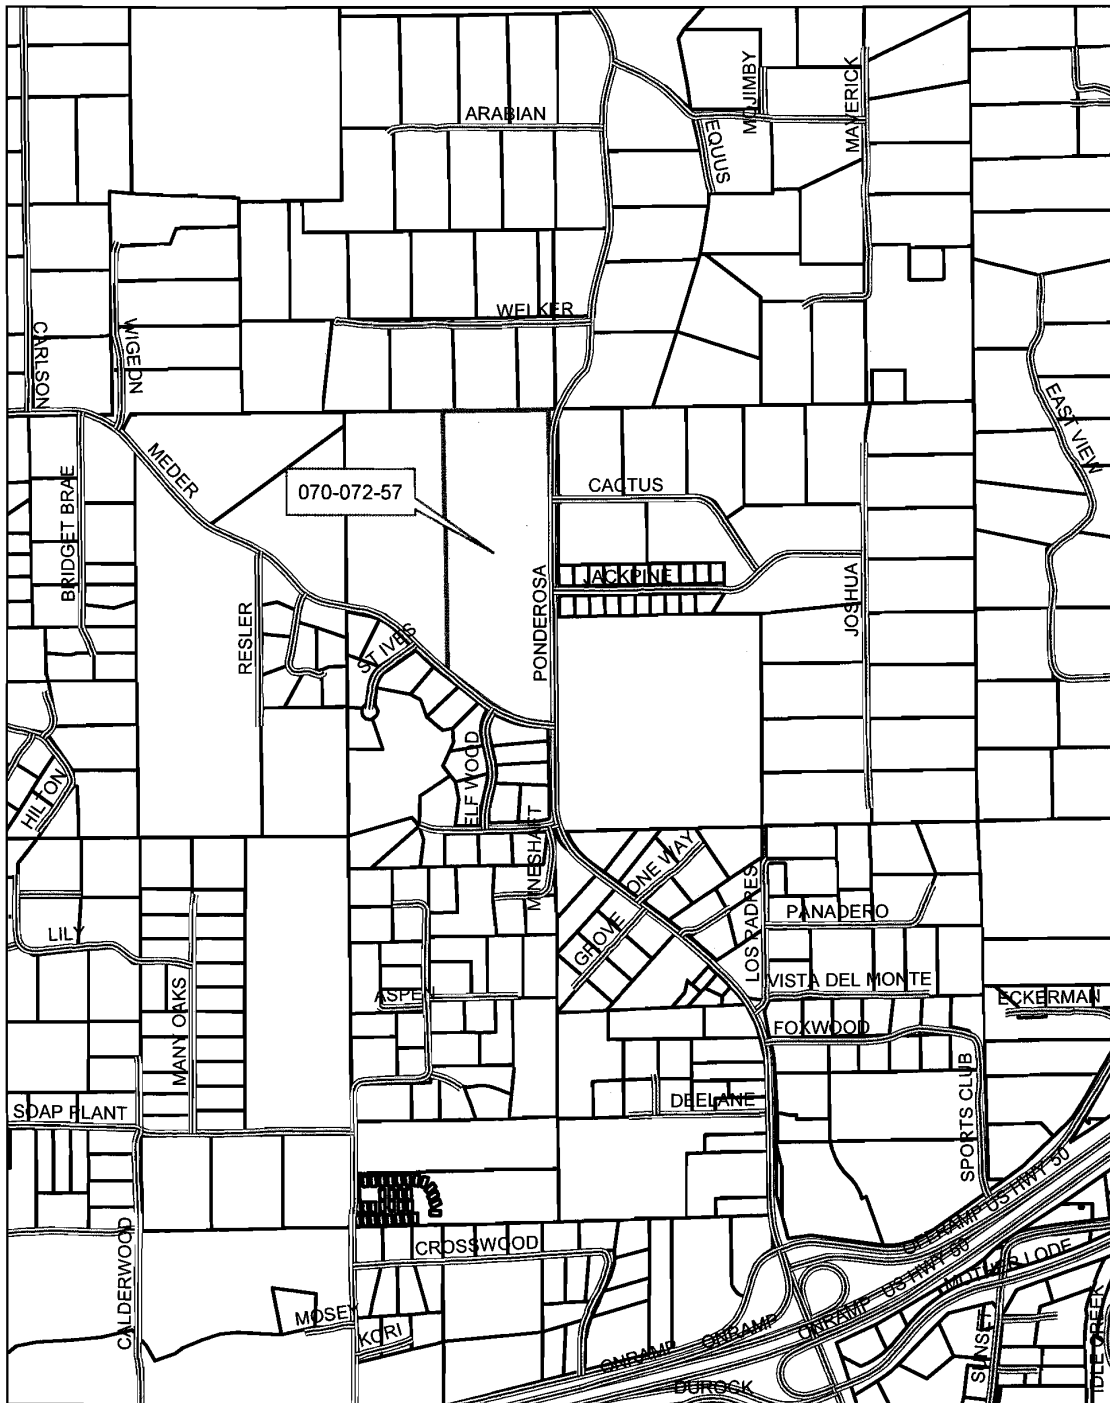 ARABIAN
MOJIMBY
MAVERICK
EQUUS
WELKER
CARLSON
WIGEON
EAST VIEW
MEDER
BRIDGET BRAE
070-072-57
CACTUS
JACKPINE
PONDEROSA
JOSHUA
RESLER
ST IVES
ELF WOOD
HILTON
MINESHAFT
ONE WAY
GROVE
LOS PADRES
PANADERO
LILY
MANY OAKS
ASPEN
VISTA DEL MONTE
ECKERMAN
FOXWOOD
SPORTS CLUB
DEELANE
SOAP PLANT
CALDERWOOD
CROSSWOOD
OFFRAMP US HWY 50
US HWY 50
MOTHER LODE
MOSEY
KORI
ONRAMP
ONRAMP
ONRAMP
DUROCK
SUNSET
IDLE CREEK